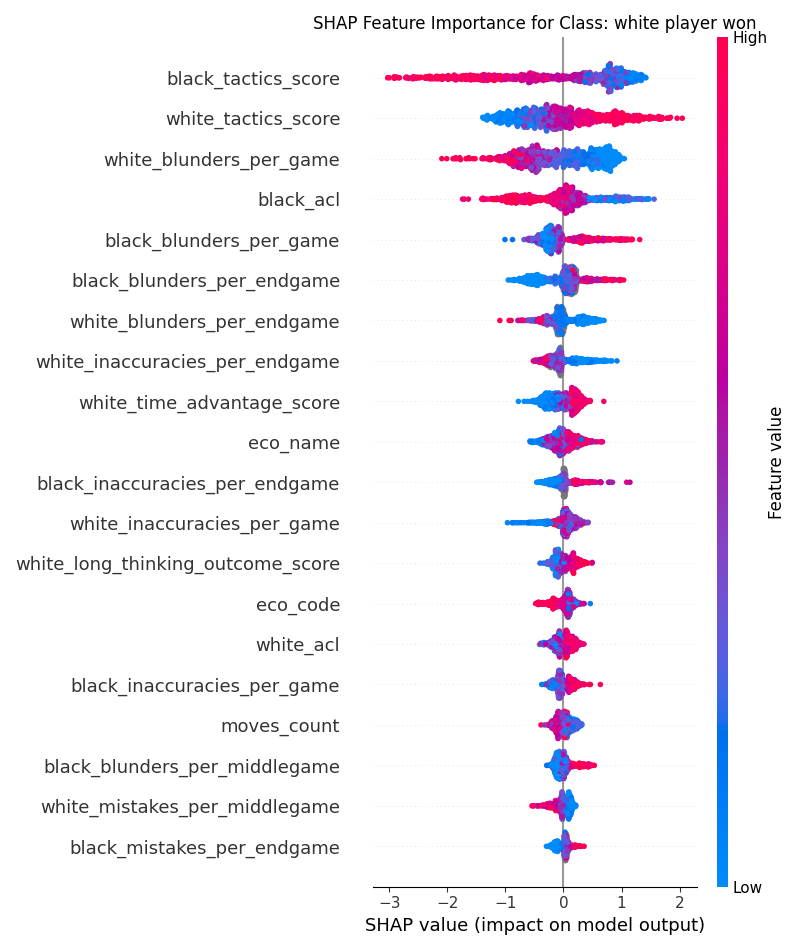 SHAP Feature Importance for Class: white player won
High
black_tactics_score
white_tactics_score
white_blunders_per_game
black_acl
black_blunders_per_game
black_blunders_per_endgame
white_blunders_per_endgame
white_inaccuracies_per_endgame
white_time_advantage_score
eco_name
black_inaccuracies_per_endgame
white_inaccuracies_per_game
white_long_thinking_outcome_score
eco_code
white_acl
black_inaccuracies_per_game
moves_count
black_blunders_per_middlegame
white_mistakes_per_middlegame
black_mistakes_per_endgame
Feature value
Low
−3 −2 −1 0 1 2
SHAP value (impact on model output)